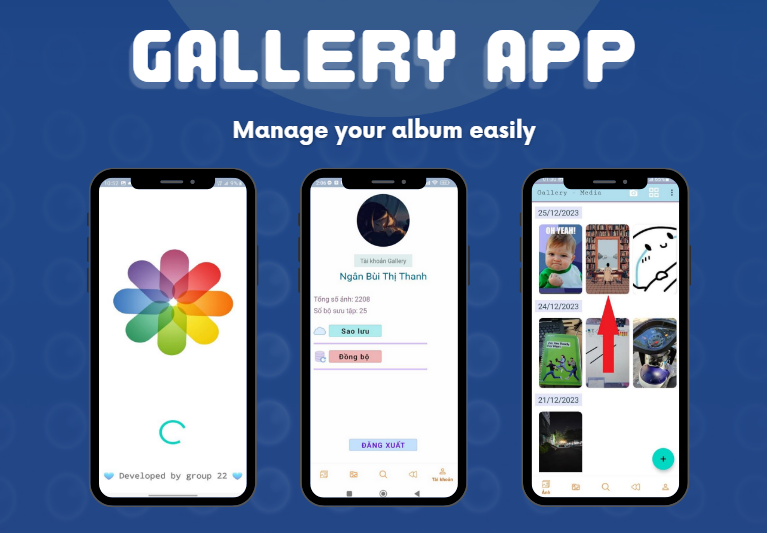 GALLERY APP
Manage your album easily
Developed by group 22
Tài khoản Gallery
Ngân Bùi Thị Thanh
Tổng số ảnh: 2208
Số bộ sưu tập: 25
Sao lưu
Đồng bộ
ĐĂNG XUẤT
Tài khoản
Gallery Media
25/12/2023
OH YEAH!
24/12/2023
21/12/2023
+
Ảnh